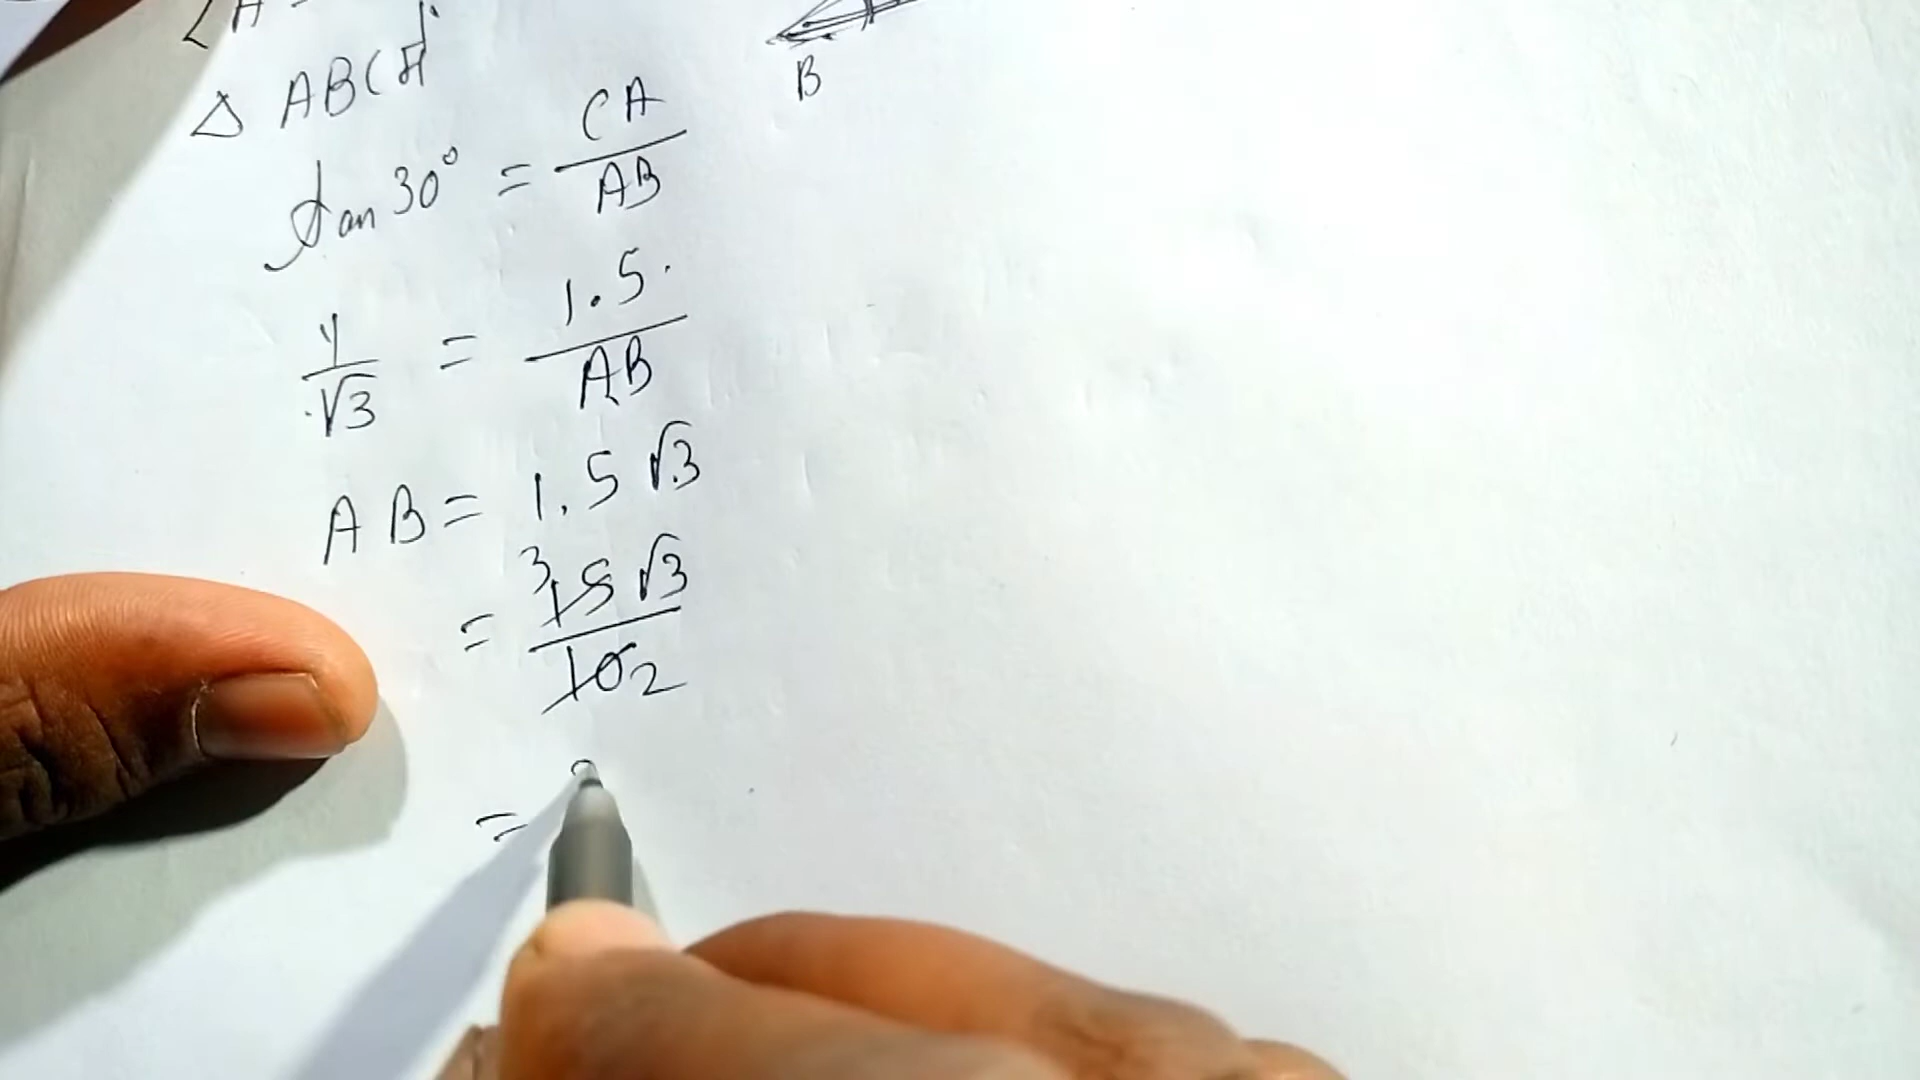 ∠A
B
Δ ABC में
tan 30° = CA/AB
1/√3 = 1.5/AB
AB = 1.5 √3
= 3 15 √3 / 10 2
=